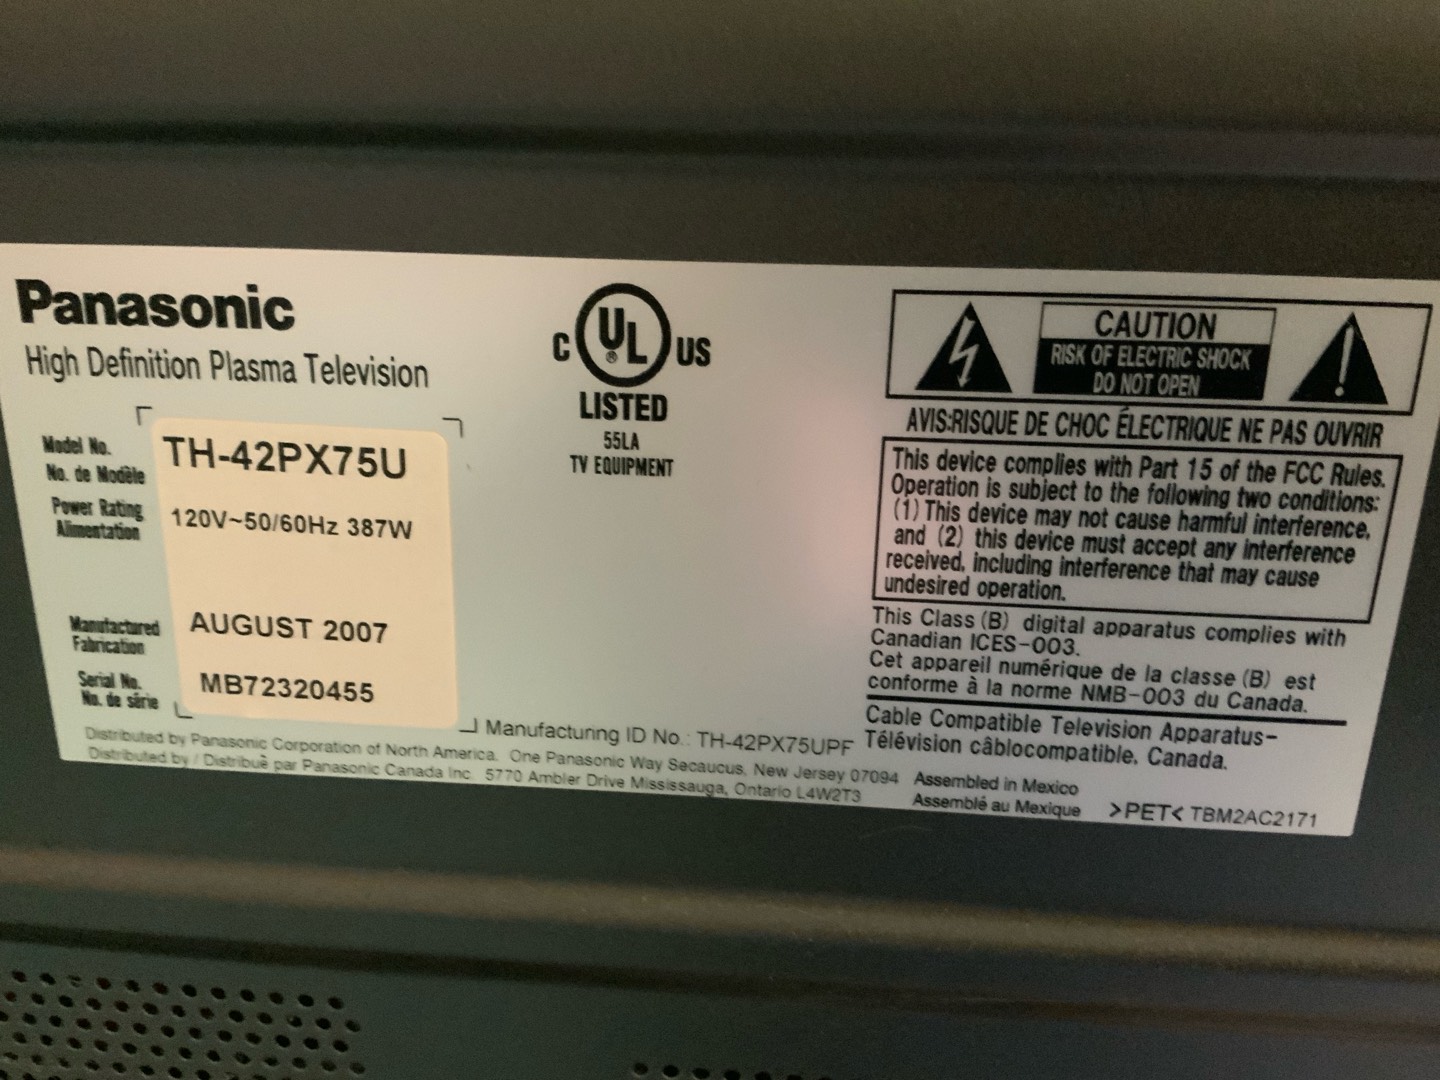 Panasonic
High Definition Plasma Television
Model No.
No. de Modèle
TH-42PX75U
Power Rating
Alimentation
120V~50/60Hz 387W
Manufactured
Fabrication
AUGUST 2007
Serial No.
No. de série
MB72320455
C UL US
®
LISTED
55LA
TV EQUIPMENT
CAUTION
RISK OF ELECTRIC SHOCK
DO NOT OPEN
AVIS:RISQUE DE CHOC ÉLECTRIQUE NE PAS OUVRIR
This device complies with Part 15 of the FCC Rules.
Operation is subject to the following two conditions:
(1) This device may not cause harmful interference,
and (2) this device must accept any interference
received, including interference that may cause
undesired operation.
This Class (B) digital apparatus complies with
Canadian ICES-003.
Cet appareil numérique de la classe (B) est
conforme à la norme NMB-003 du Canada.
Cable Compatible Television Apparatus-
Télévision câblocompatible, Canada.
Manufacturing ID No.: TH-42PX75UPF
Distributed by Panasonic Corporation of North America. One Panasonic Way Secaucus, New Jersey 07094
Distributed by / Distribué par Panasonic Canada Inc. 5770 Ambler Drive Mississauga, Ontario L4W2T3
Assembled in Mexico
Assemblé au Mexique
>PET< TBM2AC2171